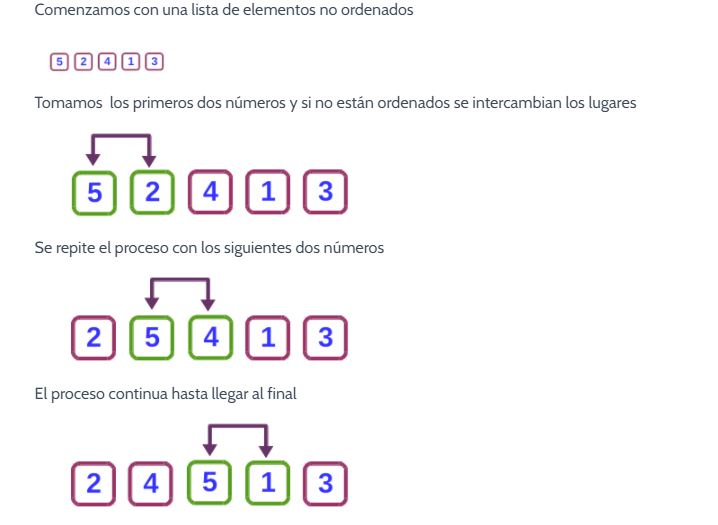 Comenzamos con una lista de elementos no ordenados
5 2 4 1 3
Tomamos los primeros dos números y si no están ordenados se intercambian los lugares
5 2 4 1 3
Se repite el proceso con los siguientes dos números
2 5 4 1 3
El proceso continua hasta llegar al final
2 4 5 1 3